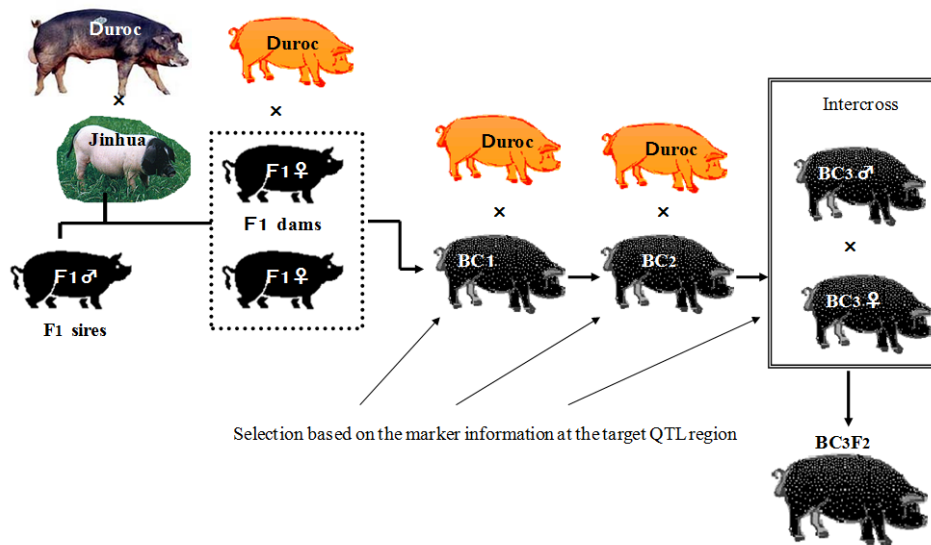 Duroc
Duroc
×
×
Jinhua
F1♀
F1 dams
F1♀
F1♂
F1 sires
Duroc
Duroc
×
×
BC1
BC2
Intercross
BC3 ♂
×
BC3 ♀
Selection based on the marker information at the target QTL region
BC3F2